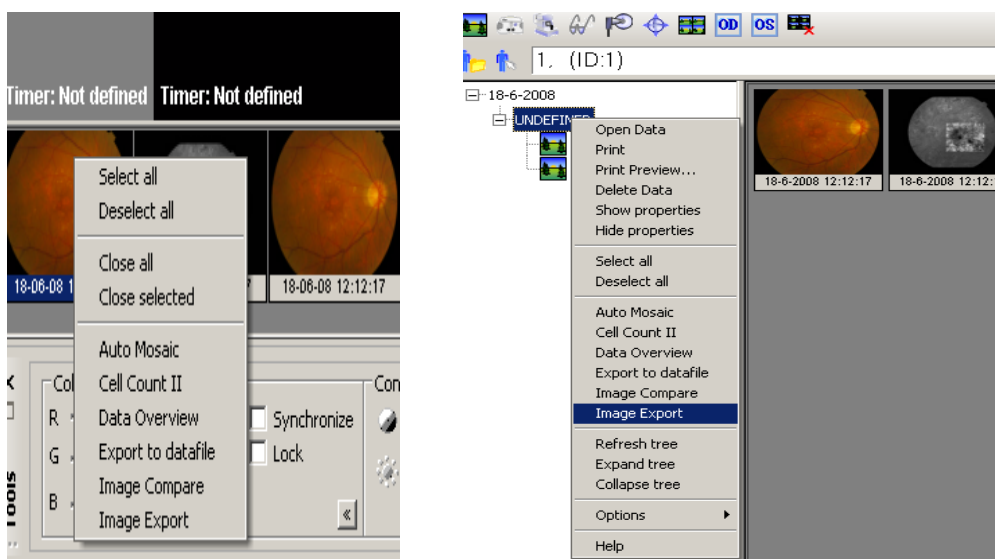 Timer: Not defined Timer: Not defined
Select all
Deselect all
Close all
Close selected
Auto Mosaic
Cell Count II
Data Overview
Export to datafile
Image Compare
Image Export
18-06-08 1
18-06-08 12:12:17
Col
Con
R
G
B
Synchronize
Lock
Tools
OD OS
1, (ID:1)
18-6-2008
UNDEFINED
Open Data
Print
Print Preview...
Delete Data
Show properties
Hide properties
Select all
Deselect all
Auto Mosaic
Cell Count II
Data Overview
Export to datafile
Image Compare
Image Export
Refresh tree
Expand tree
Collapse tree
Options
Help
18-6-2008 12:12:17
18-6-2008 12:12: